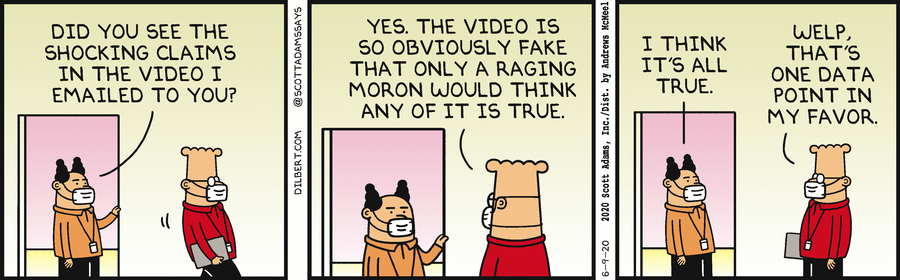 DID YOU SEE THE
SHOCKING CLAIMS
IN THE VIDEO I
EMAILED TO YOU?
DILBERT.COM @SCOTTADAMSSAYS
YES. THE VIDEO IS
SO OBVIOUSLY FAKE
THAT ONLY A RAGING
MORON WOULD THINK
ANY OF IT IS TRUE.
6-9-20 2020 Scott Adams, Inc./Dist. by Andrews McMeel
I THINK
IT'S ALL
TRUE.
WELP,
THAT'S
ONE DATA
POINT IN
MY FAVOR.